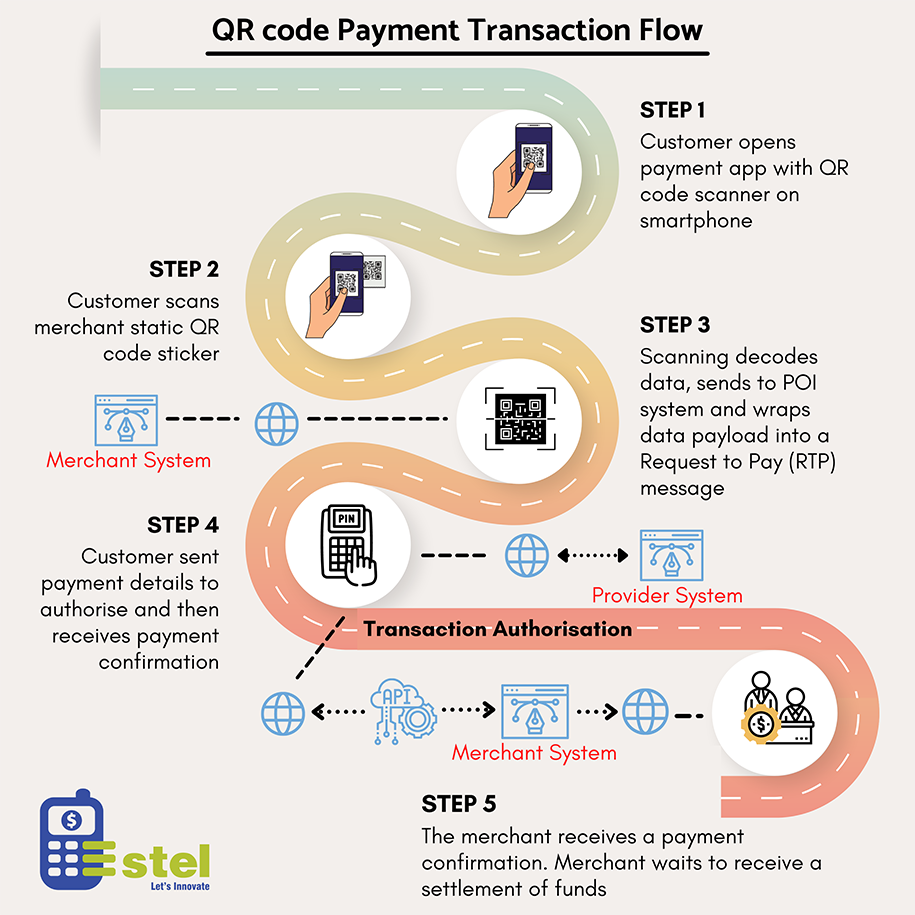 QR code Payment Transaction Flow
STEP 1
Customer opens
payment app with QR
code scanner on
smartphone
STEP 2
Customer scans
merchant static QR
code sticker
STEP 3
Scanning decodes
data, sends to POI
system and wraps
data payload into a
Request to Pay (RTP)
message
Merchant System
STEP 4
Customer sent
payment details to
authorise and then
receives payment
confirmation
PIN
Provider System
Transaction Authorisation
API
Merchant System
$
STEP 5
The merchant receives a payment
confirmation. Merchant waits to receive a
settlement of funds
$
Estel
Let's Innovate